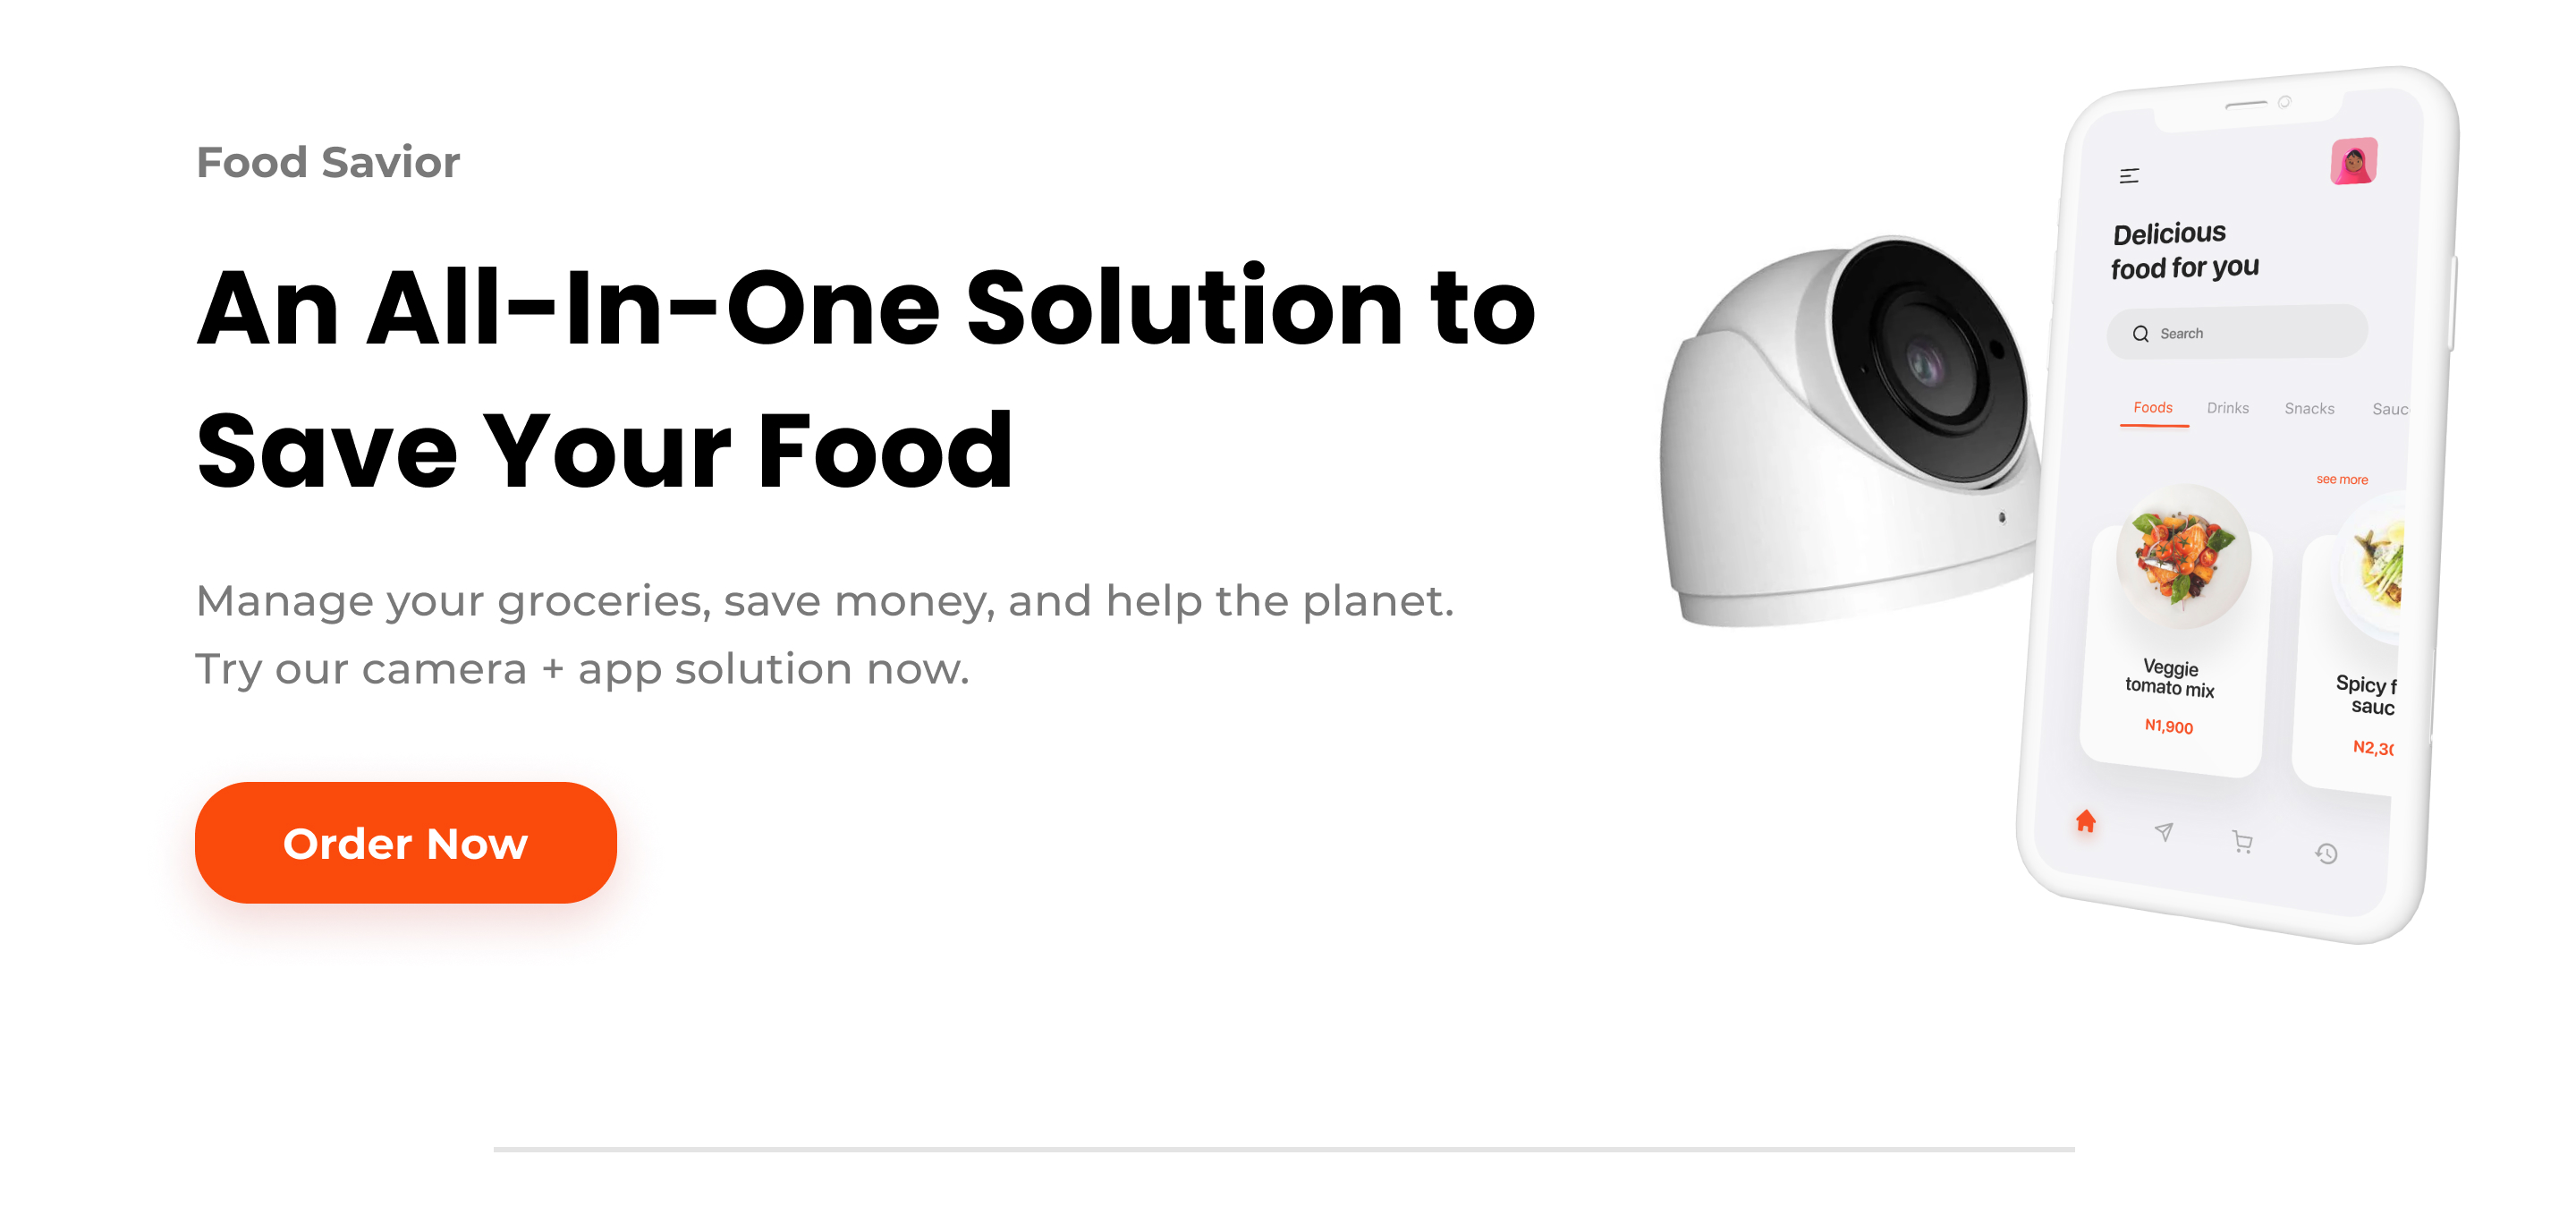 Food Savior
An All-In-One Solution to
Save Your Food
Manage your groceries, save money, and help the planet.
Try our camera + app solution now.
Order Now
Delicious
food for you
Search
Foods Drinks Snacks Sauc
see more
Veggie
tomato mix
N1,900
Spicy f
sauc
N2,30